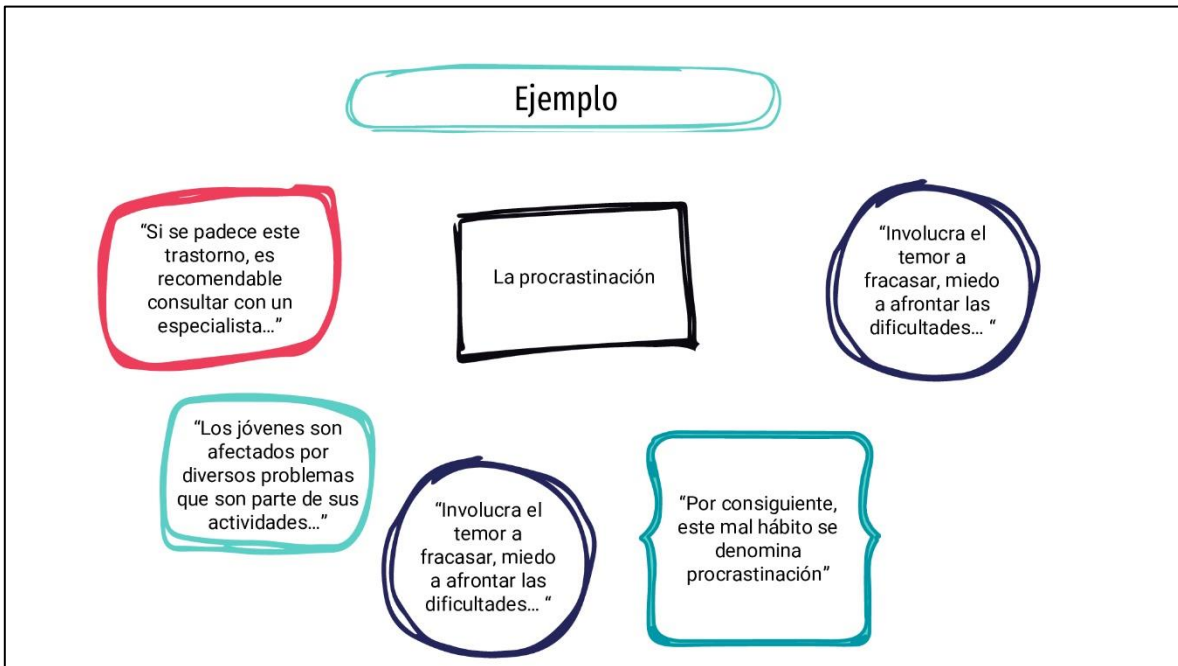 Ejemplo
“Si se padece este
trastorno, es
recomendable
consultar con un
especialista…”
La procrastinación
“Involucra el
temor a
fracasar, miedo
a afrontar las
dificultades… “
“Los jóvenes son
afectados por
diversos problemas
que son parte de sus
actividades…”
“Involucra el
temor a
fracasar, miedo
a afrontar las
dificultades… “
“Por consiguiente,
este mal hábito se
denomina
procrastinación”